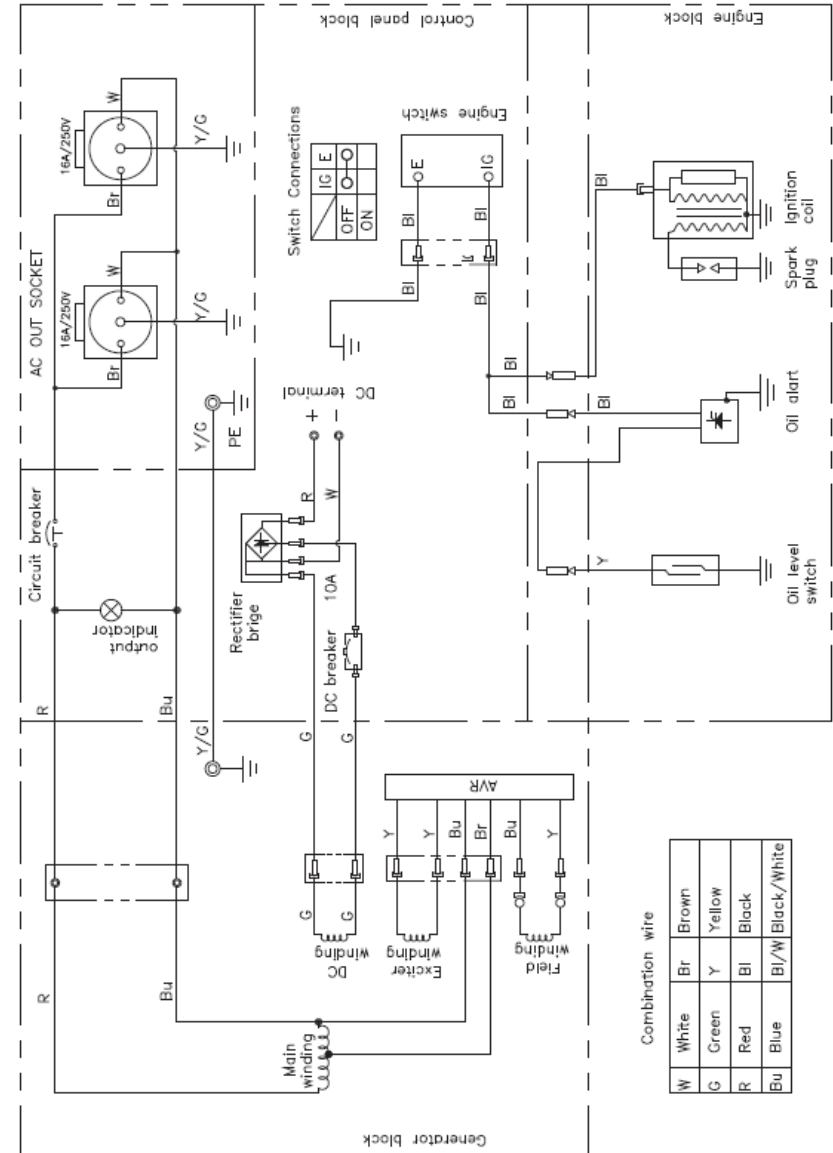 Control panel block
Engine block
AC OUT SOCKET
16A/250V
W
Br
Y/G
16A/250V
W
Br
Y/G
Y/G
PE
Switch Connections
IG
E
OFF
ON
Engine switch
E
IG
Bl
Bl
Bl
Bl
Bl
Bl
Bl
Bl
Ignition
coil
Spark
plug
Oil alart
Oil level
switch
Y
DC terminal
+
-
R
W
Rectifier
brige
10A
DC breaker
Circuit breaker
output
indicator
R
Bu
Y/G
G
G
G
G
DC
winding
Exciter
winding
Field
winding
AVR
Y
Y
Bu
Br
Bu
Y
R
Bu
Main
winding
Generator block
Combination wire
W White Br Brown
G Green Y Yellow
R Red Bl Black
Bu Blue Bl/W Black/White